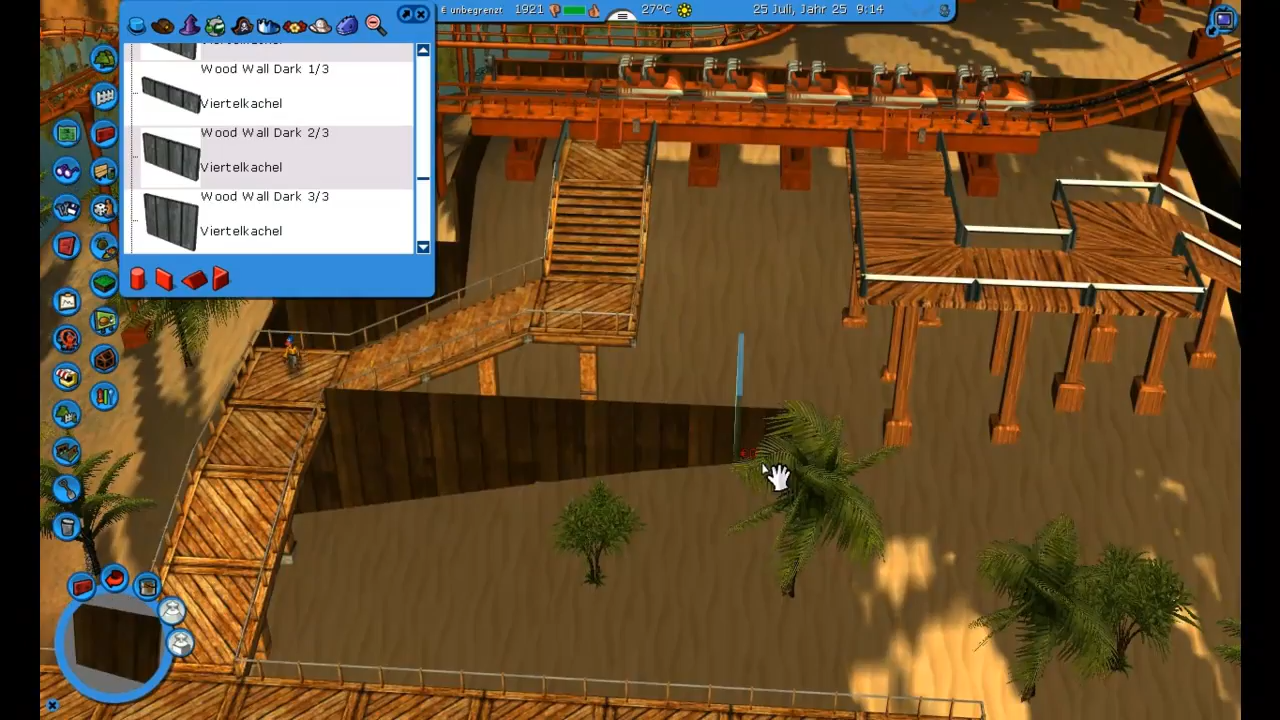 E unbegrenzt 1921 27°C 25 Juli, Jahr 25 9:14
Wood Wall Dark 1/3
Viertelkachel
Wood Wall Dark 2/3
Viertelkachel
Wood Wall Dark 3/3
Viertelkachel